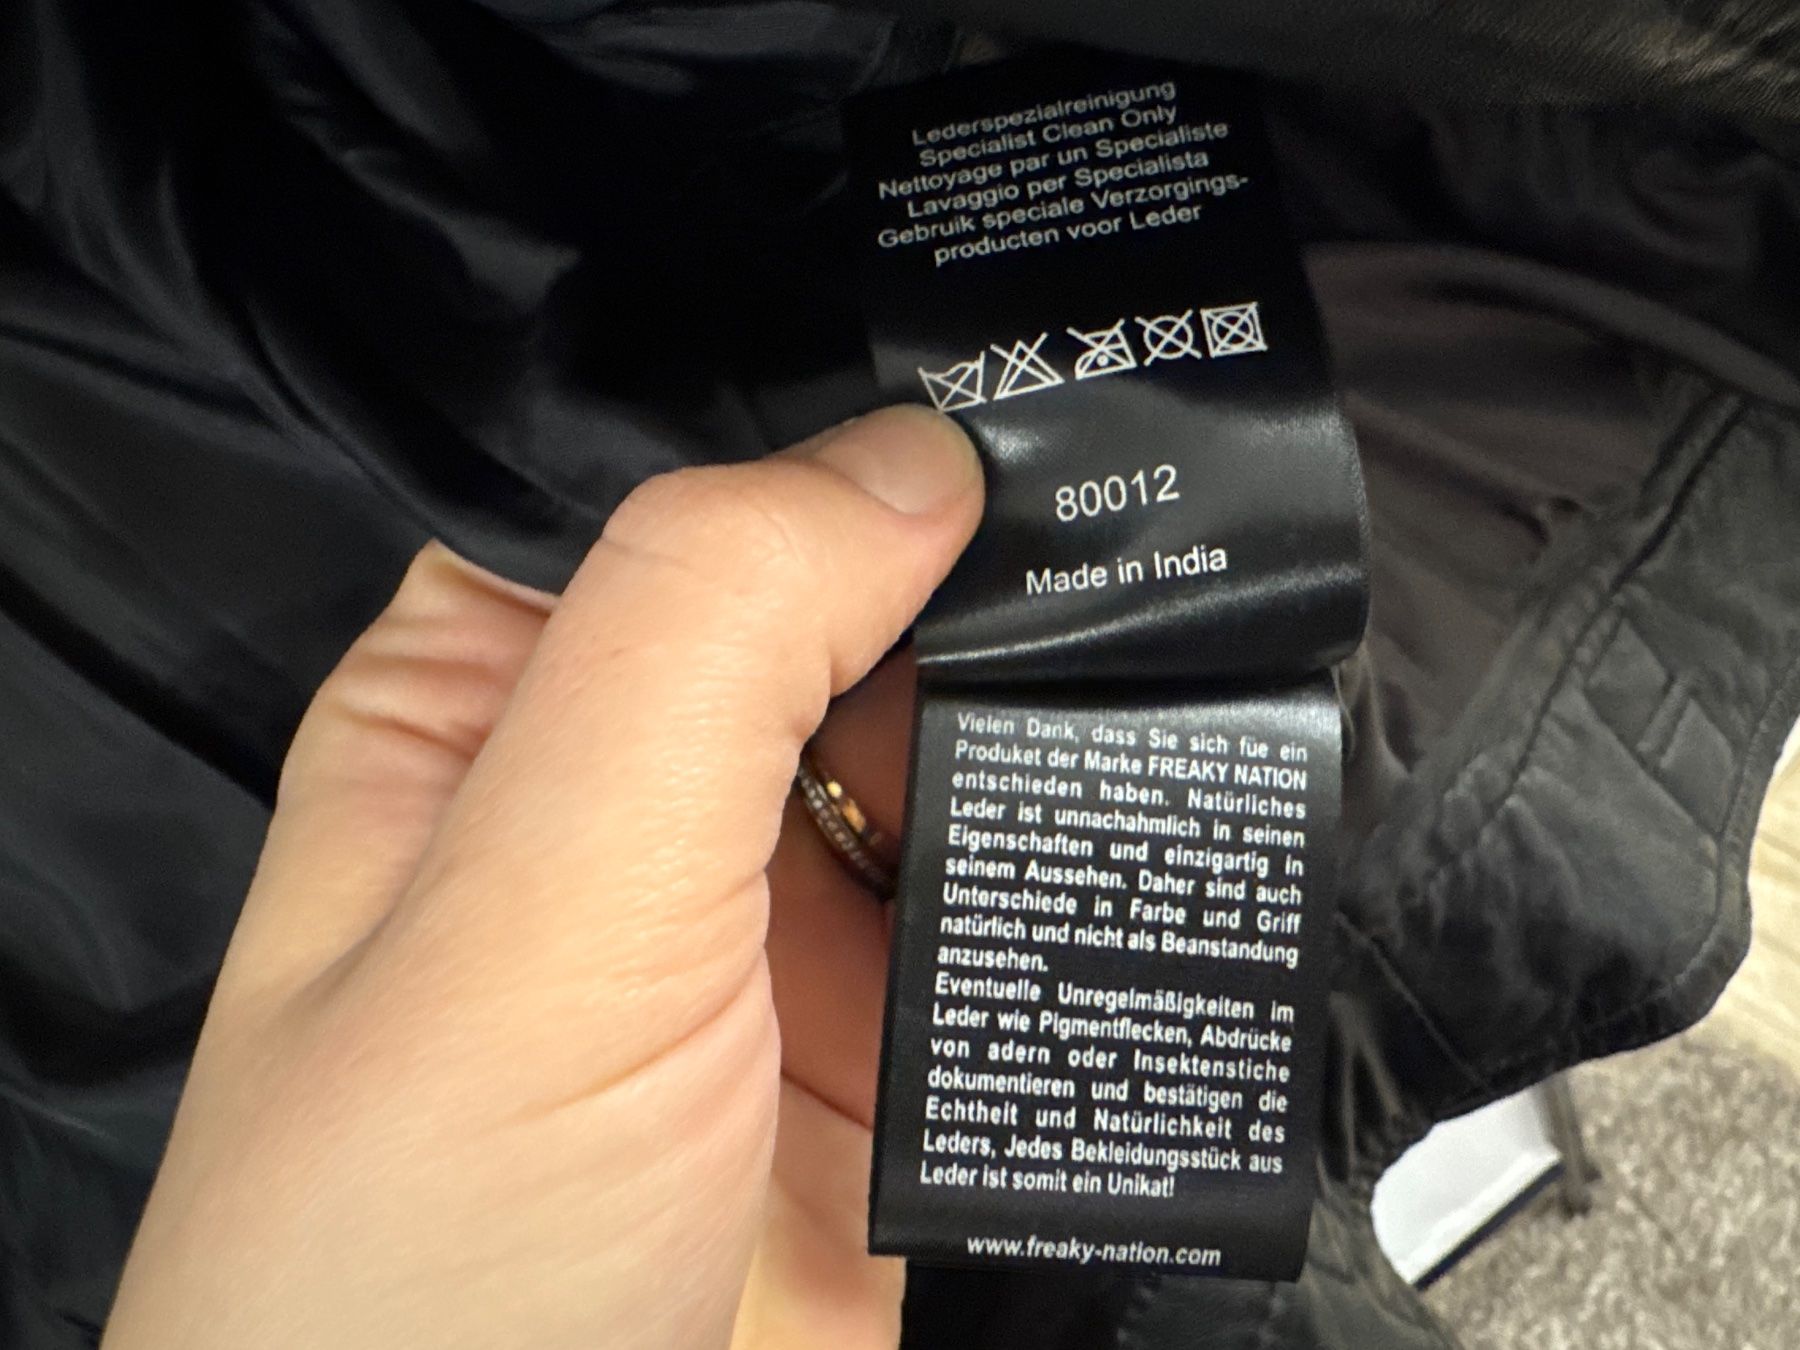 Lederspezialreinigung
Specialist Clean Only
Nettoyage par un Specialiste
Lavaggio per Specialista
Gebruik speciale Verzorgings-
producten voor Leder
80012
Made in India
Vielen Dank, dass Sie sich füe ein
Produket der Marke FREAKY NATION
entschieden haben. Natürliches
Leder ist unnachahmlich in seinen
Eigenschaften und einzigartig in
seinem Aussehen. Daher sind auch
Unterschiede in Farbe und Griff
natürlich und nicht als Beanstandung
anzusehen.
Eventuelle Unregelmäßigkeiten im
Leder wie Pigmentflecken, Abdrücke
von adern oder Insektenstiche
dokumentieren und bestätigen die
Echtheit und Natürlichkeit des
Leders, Jedes Bekleidungsstück aus
Leder ist somit ein Unikat!
www.freaky-nation.com